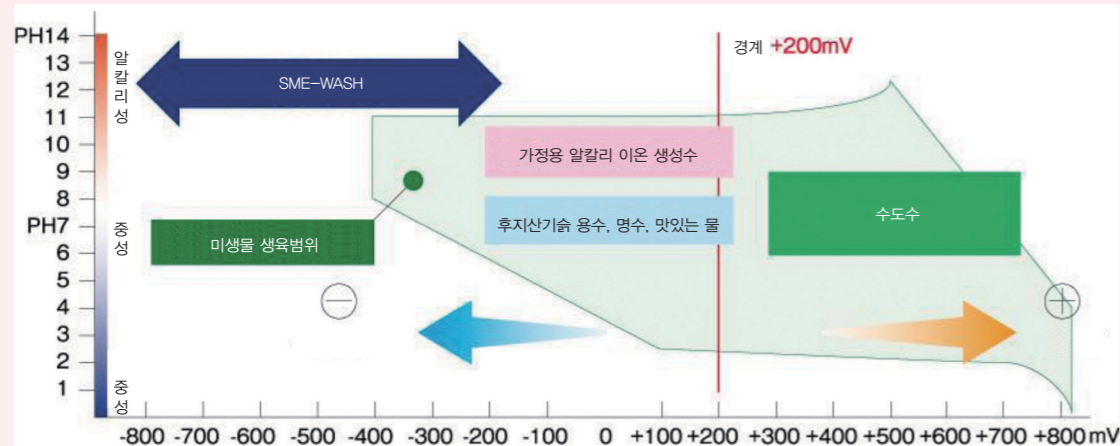 PH14
13
12
11
10
9
8
PH7
6
5
4
3
2
1
알칼리성
중성
중성
SME-WASH
경계 +200mV
가정용 알칼리 이온 생성수
후지산기슭 용수, 명수, 맛있는 물
수도수
미생물 생육범위
-800 -700 -600 -500 -400 -300 -200 -100 0 +100 +200 +300 +400 +500 +600 +700 +800 mV